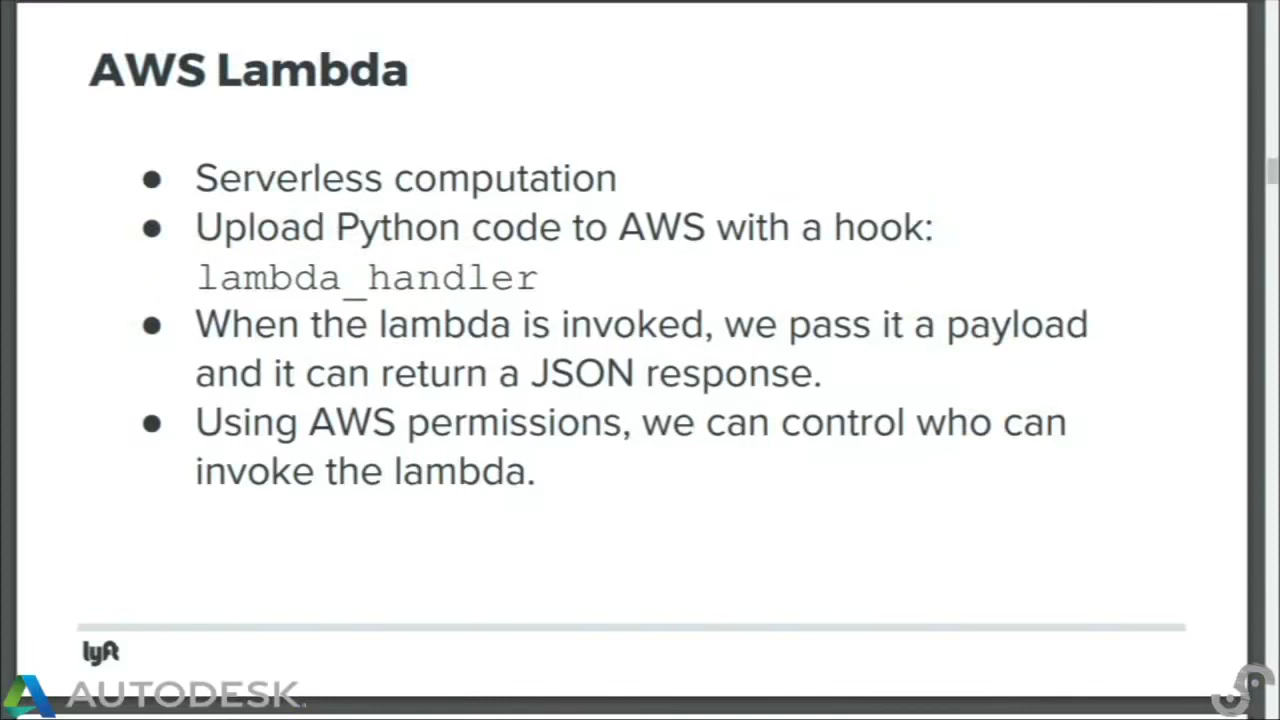 AWS Lambda
● Serverless computation
● Upload Python code to AWS with a hook:
lambda_handler
● When the lambda is invoked, we pass it a payload
and it can return a JSON response.
● Using AWS permissions, we can control who can
invoke the lambda.
lyft
AUTODESK.